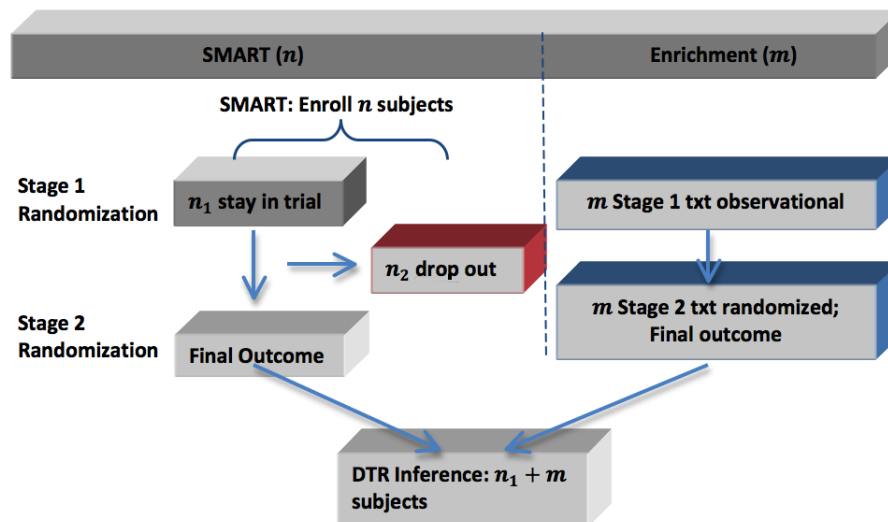 SMART (n)
Enrichment (m)
SMART: Enroll n subjects
Stage 1
Randomization
n₁ stay in trial
m Stage 1 txt observational
n₂ drop out
m Stage 2 txt randomized;
Final outcome
Stage 2
Randomization
Final Outcome
DTR Inference: n₁ + m
subjects